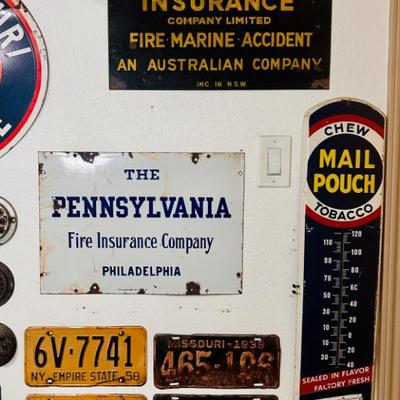 INSURANCE
COMPANY LIMITED
FIRE·MARINE·ACCIDENT
AN AUSTRALIAN COMPANY
INC. IN N.S.W.
THE
PENNSYLVANIA
Fire Insurance Company
PHILADELPHIA
CHEW
MAIL
POUCH
TOBACCO
110
120
90
100
70
80
50
60
30
40
10
20
10
0
30
20
40
SEALED IN FLAVOR
FACTORY FRESH
6V·7741
NY·EMPIRE STATE·58
MISSOURI-1939
465-106